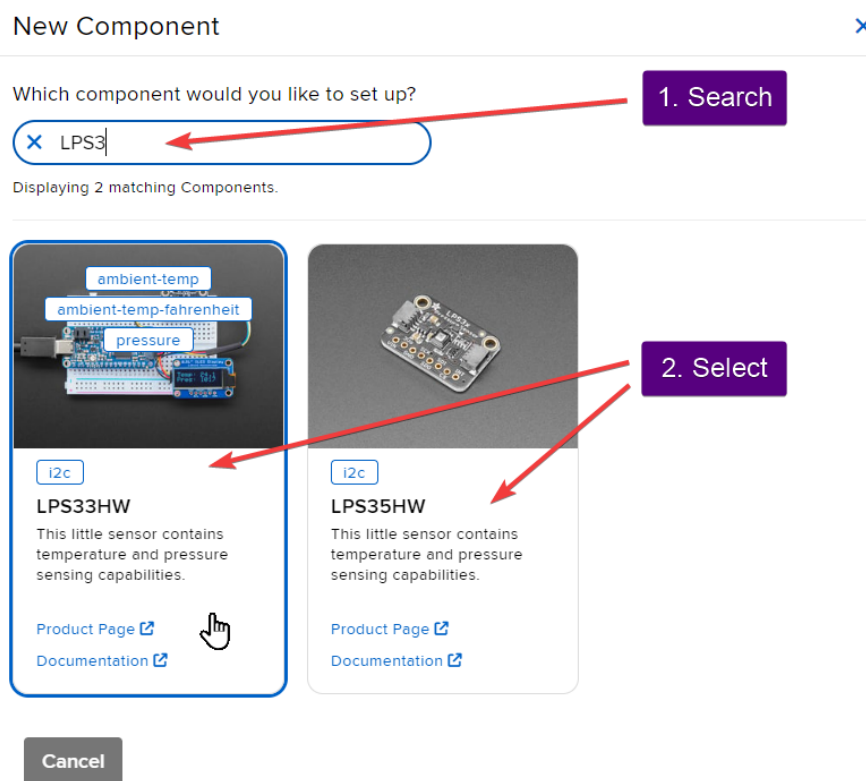 New Component
Which component would you like to set up?
1. Search
LPS3
Displaying 2 matching Components.
ambient-temp
ambient-temp-fahrenheit
pressure
LPS3x
2. Select
i2c
LPS33HW
This little sensor contains
temperature and pressure
sensing capabilities.
Product Page
Documentation
i2c
LPS35HW
This little sensor contains
temperature and pressure
sensing capabilities.
Product Page
Documentation
Cancel